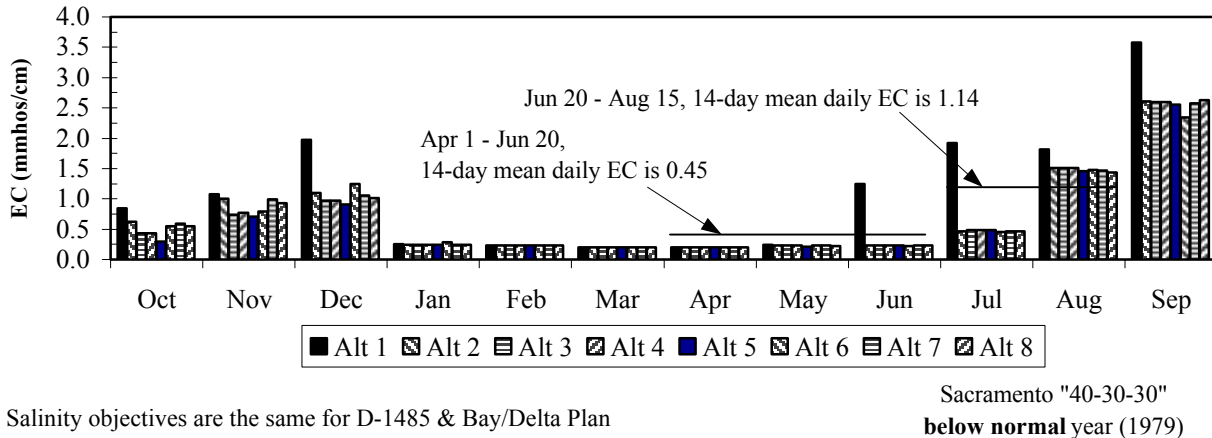 4.0
3.5
3.0
2.5
2.0
1.5
1.0
0.5
0.0
EC (mmhos/cm)
Jun 20 - Aug 15, 14-day mean daily EC is 1.14
Apr 1 - Jun 20,
14-day mean daily EC is 0.45
Oct Nov Dec Jan Feb Mar Apr May Jun Jul Aug Sep
Alt 1 Alt 2 Alt 3 Alt 4 Alt 5 Alt 6 Alt 7 Alt 8
Salinity objectives are the same for D-1485 & Bay/Delta Plan
Sacramento "40-30-30"
below normal year (1979)